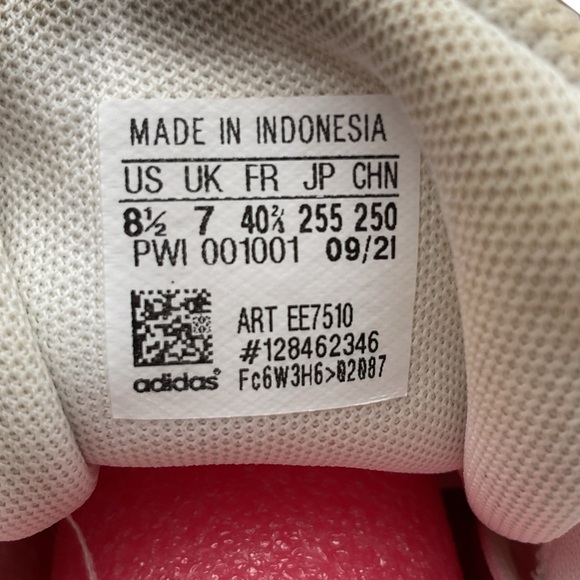 MADE IN INDONESIA
US UK FR JP CHN
8½ 7 40⅔ 255 250
PWI 001001 09/21
ART EE7510
#128462346
adidas® Fc6W3H6>02087